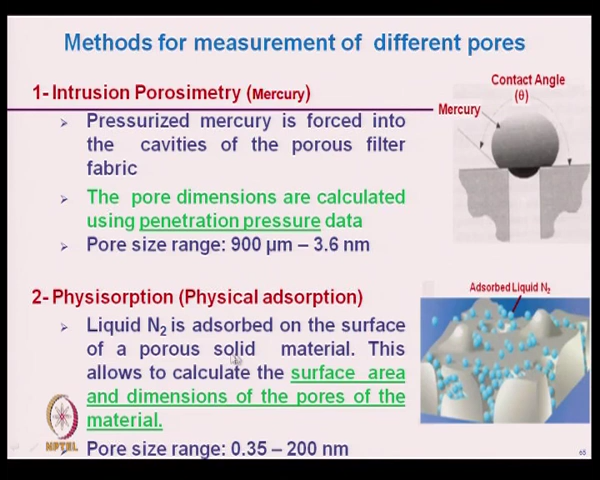 Methods for measurement of different pores
1- Intrusion Porosimetry (Mercury)
Contact Angle
(θ)
Mercury
➢ Pressurized mercury is forced into
the cavities of the porous filter
fabric
➢ The pore dimensions are calculated
using penetration pressure data
➢ Pore size range: 900 µm – 3.6 nm
2- Physisorption (Physical adsorption)
Adsorbed Liquid N₂
➢ Liquid N₂ is adsorbed on the surface
of a porous solid material. This
allows to calculate the surface area
and dimensions of the pores of the
material.
➢ Pore size range: 0.35 – 200 nm
NPTEL
65